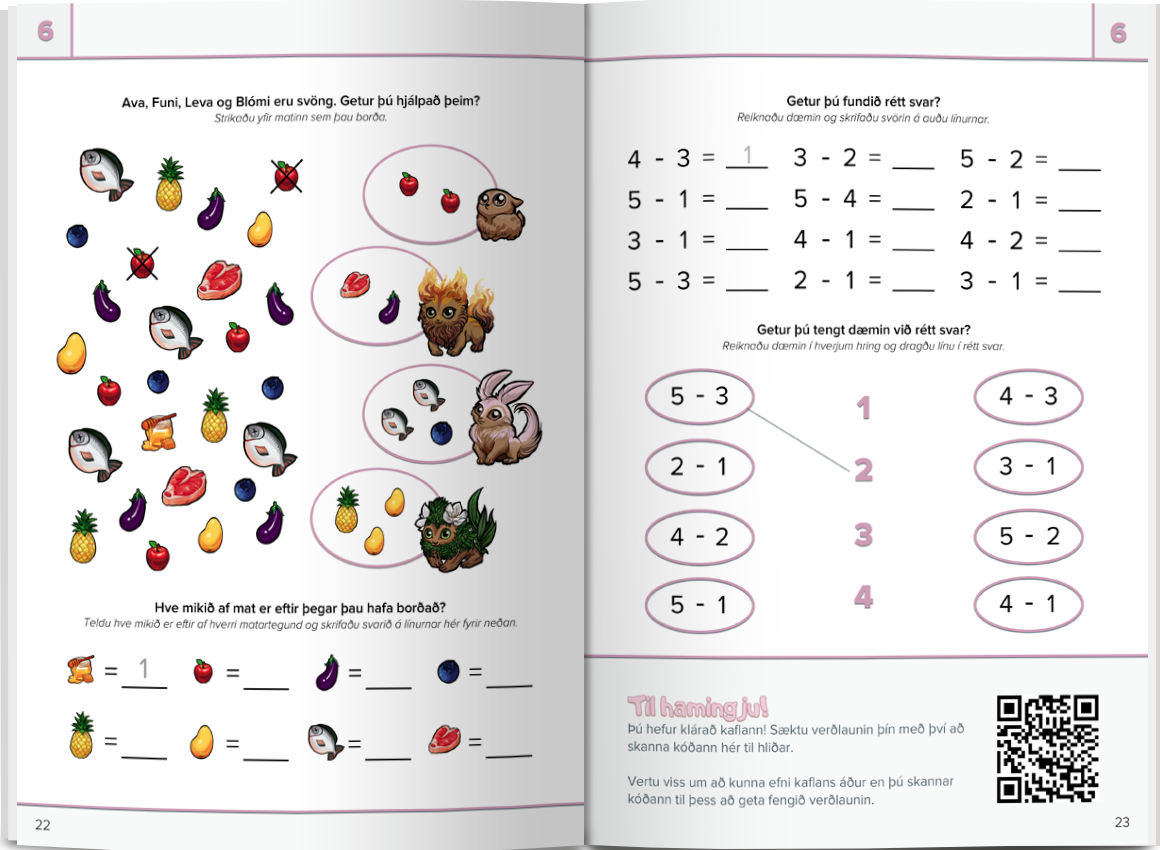 6
Ava, Funi, Leva og Blómi eru svöng. Getur þú hjálpað þeim?
Strikaðu yfir matinn sem þau borða.
Hve mikið af mat er eftir þegar þau hafa borðað?
Teldu hve mikið er eftir af hverri matartegund og skrifaðu svarið á línurnar hér fyrir neðan.
= 1 = ___ = ___ = ___
= ___ = ___ = ___ = ___
22
6
Getur þú fundið rétt svar?
Reiknaðu dæmin og skrifaðu svörin á auðu línurnar.
4 - 3 = 1 3 - 2 = ___ 5 - 2 = ___
5 - 1 = ___ 5 - 4 = ___ 2 - 1 = ___
3 - 1 = ___ 4 - 1 = ___ 4 - 2 = ___
5 - 3 = ___ 2 - 1 = ___ 3 - 1 = ___
Getur þú tengt dæmin við rétt svar?
Reiknaðu dæmin í hverjum hring og dragðu línu í rétt svar.
5 - 3 1 4 - 3
2 - 1 2 3 - 1
4 - 2 3 5 - 2
5 - 1 4 4 - 1
Til hamingju!
Þú hefur klárað kaflann! Sæktu verðlaunin þín með því að
skanna kóðann hér til hliðar.
Vertu viss um að kunna efni kaflans áður en þú skannar
kóðann til þess að geta fengið verðlaunin.
23